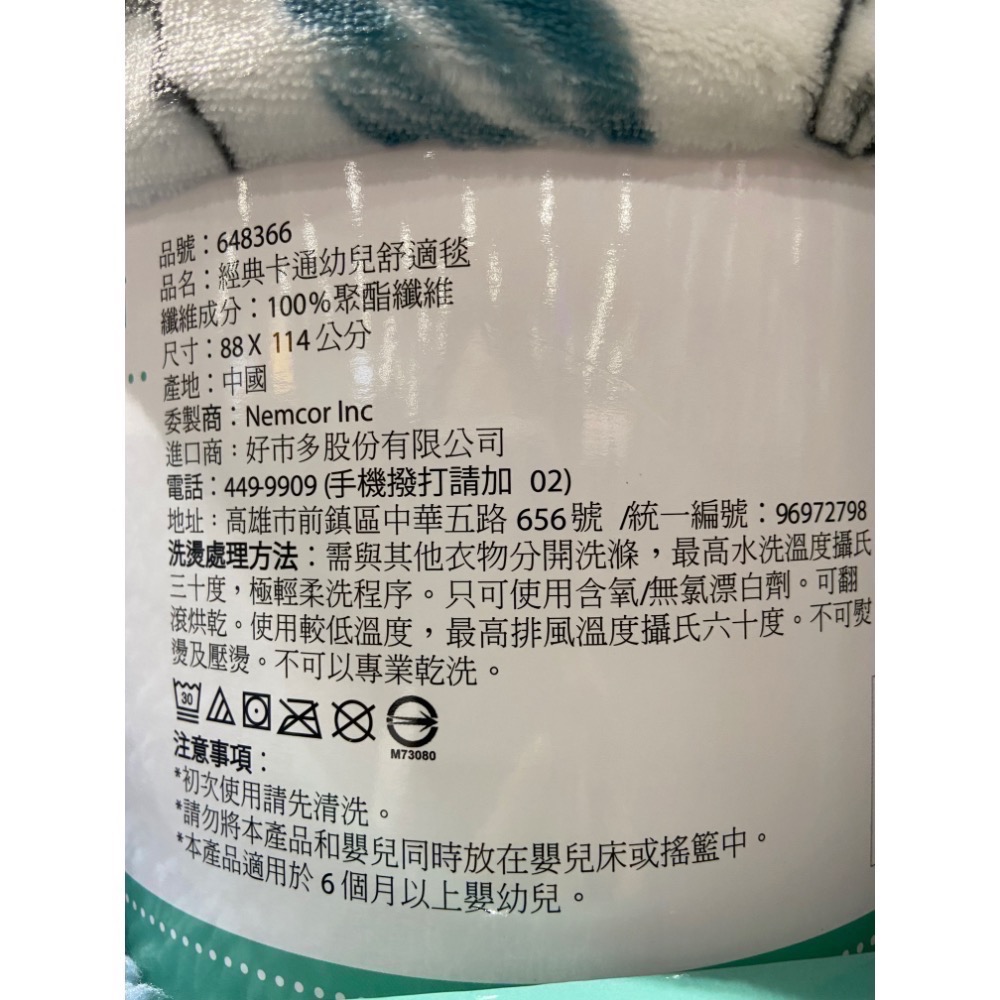 品號：648366
品名：經典卡通幼兒舒適毯
纖維成分：100%聚酯纖維
尺寸：88 X 114 公分
產地：中國
委製商：Nemcor Inc
進口商：好市多股份有限公司
電話：449-9909 (手機撥打請加 02)
地址：高雄市前鎮區中華五路 656 號 /統一編號：96972798
洗燙處理方法：需與其他衣物分開洗滌，最高水洗溫度攝氏
三十度，極輕柔洗程序。只可使用含氧/無氯漂白劑。可翻
滾烘乾。使用較低溫度，最高排風溫度攝氏六十度。不可熨
燙及壓燙。不可以專業乾洗。
30
M73080
注意事項：
*初次使用請先清洗。
*請勿將本產品和嬰兒同時放在嬰兒床或搖籃中。
*本產品適用於 6 個月以上嬰幼兒。